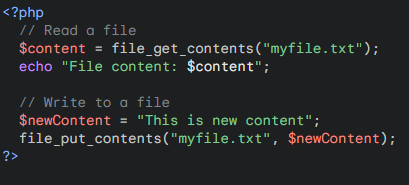 <?php
// Read a file
$content = file_get_contents("myfile.txt");
echo "File content: $content";
// Write to a file
$newContent = "This is new content";
file_put_contents("myfile.txt", $newContent);
?>